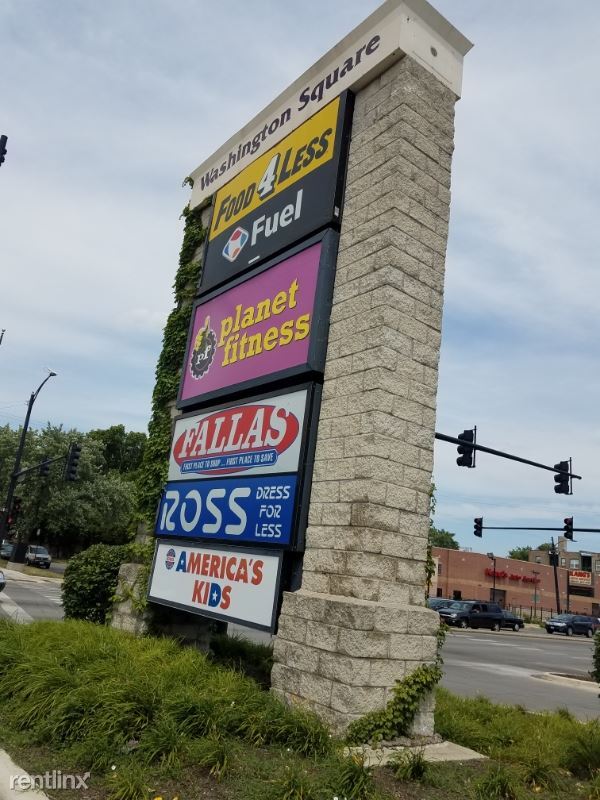 Washington Square
FOOD 4 LESS
Fuel
planet
fitness
PF
FALLAS
FIRST PLACE TO SHOP... FIRST PLACE TO SAVE
ROSS
DRESS
FOR
LESS
AMERICA'S
KIDS
rentlinx